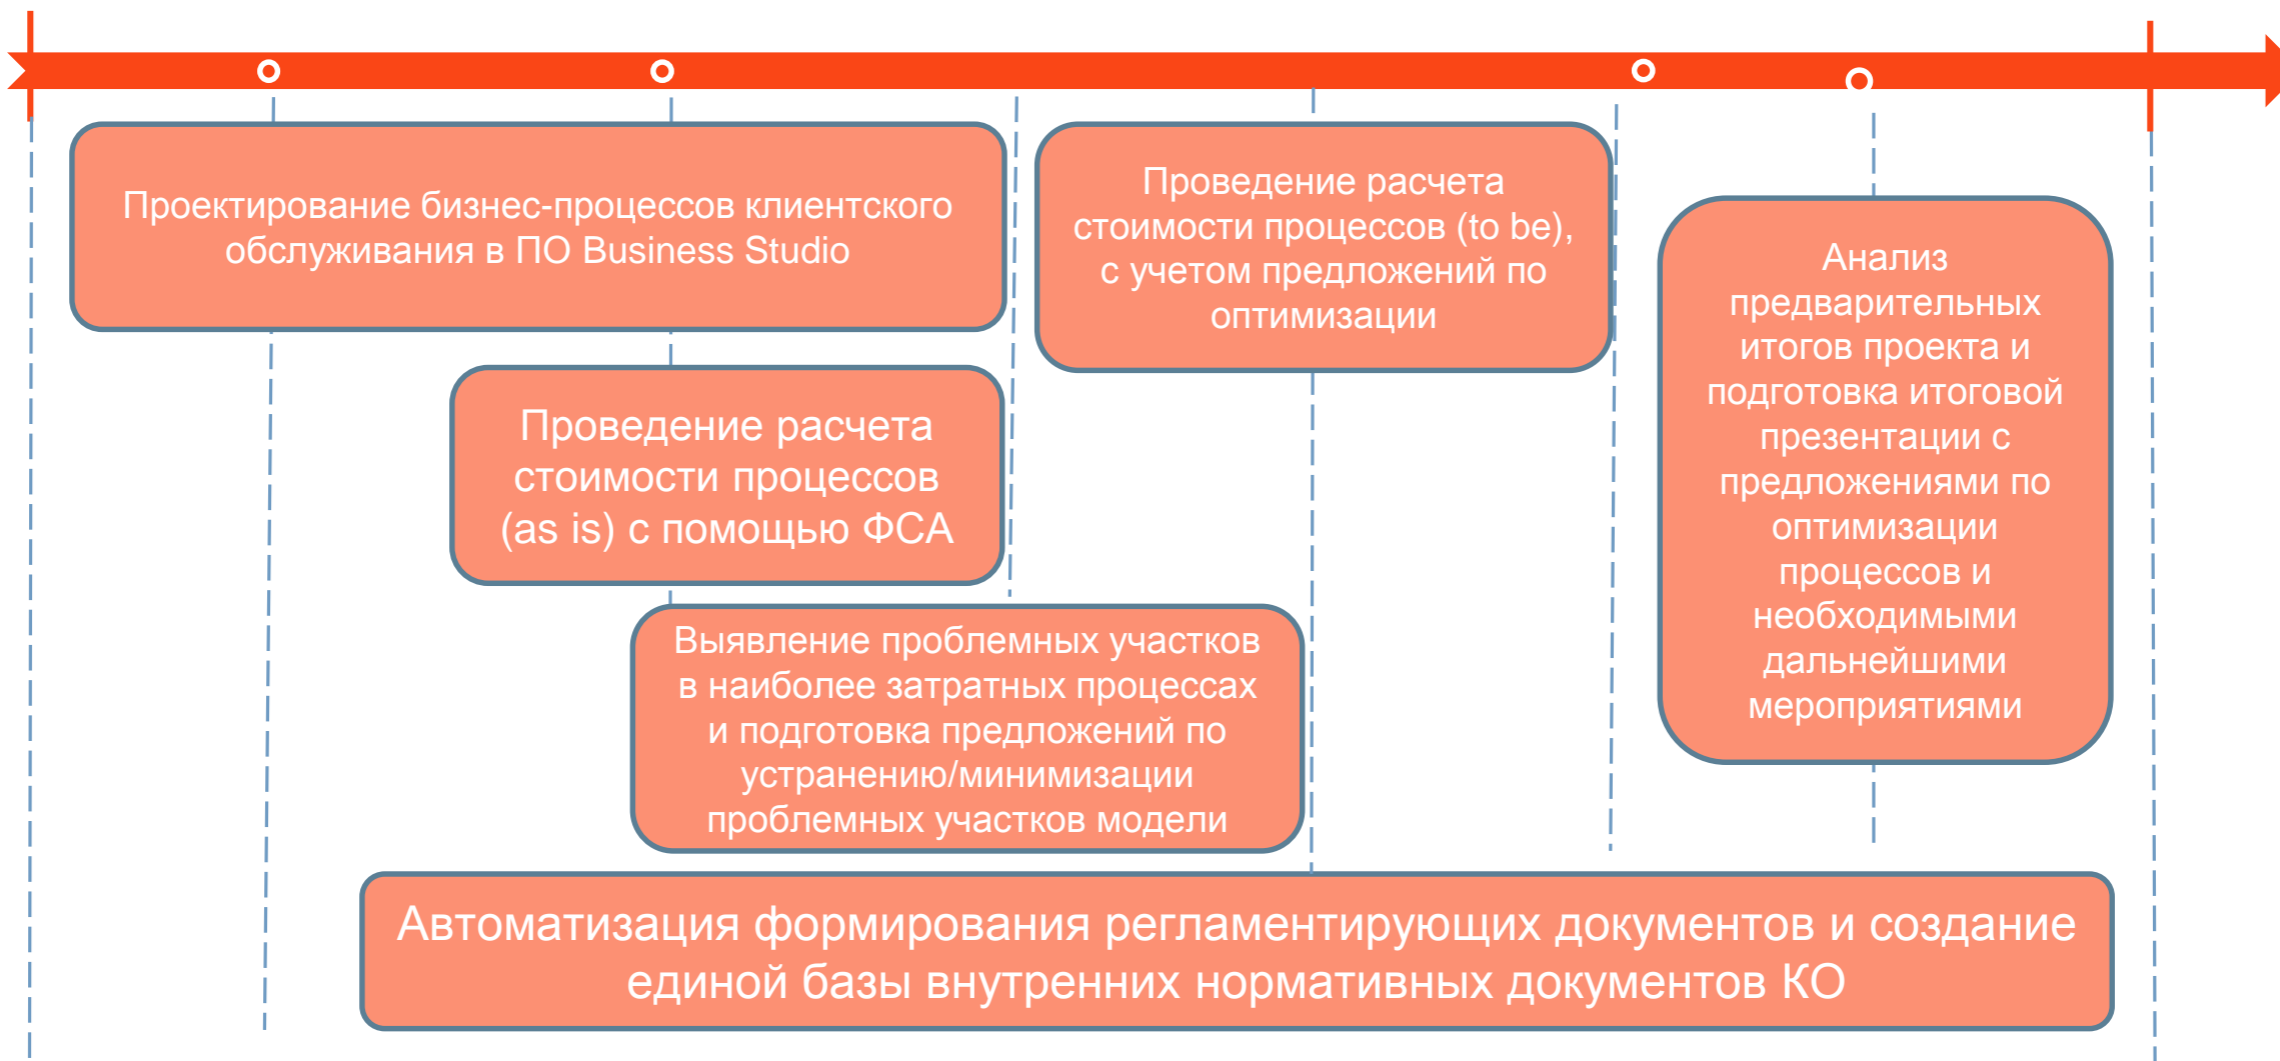 Проектирование бизнес-процессов клиентского
обслуживания в ПО Business Studio
Проведение расчета
стоимости процессов
(as is) с помощью ФСА
Выявление проблемных участков
в наиболее затратных процессах
и подготовка предложений по
устранению/минимизации
проблемных участков модели
Проведение расчета
стоимости процессов (to be),
с учетом предложений по
оптимизации
Анализ
предварительных
итогов проекта и
подготовка итоговой
презентации с
предложениями по
оптимизации
процессов и
необходимыми
дальнейшими
мероприятиями
Автоматизация формирования регламентирующих документов и создание
единой базы внутренних нормативных документов КО